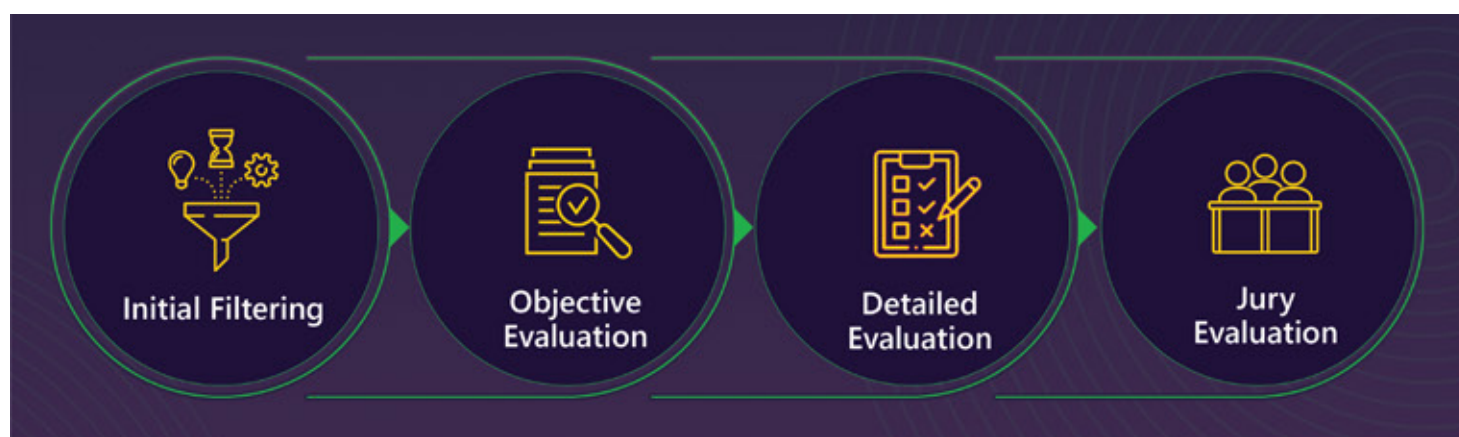 Initial Filtering
Objective
Evaluation
Detailed
Evaluation
Jury
Evaluation